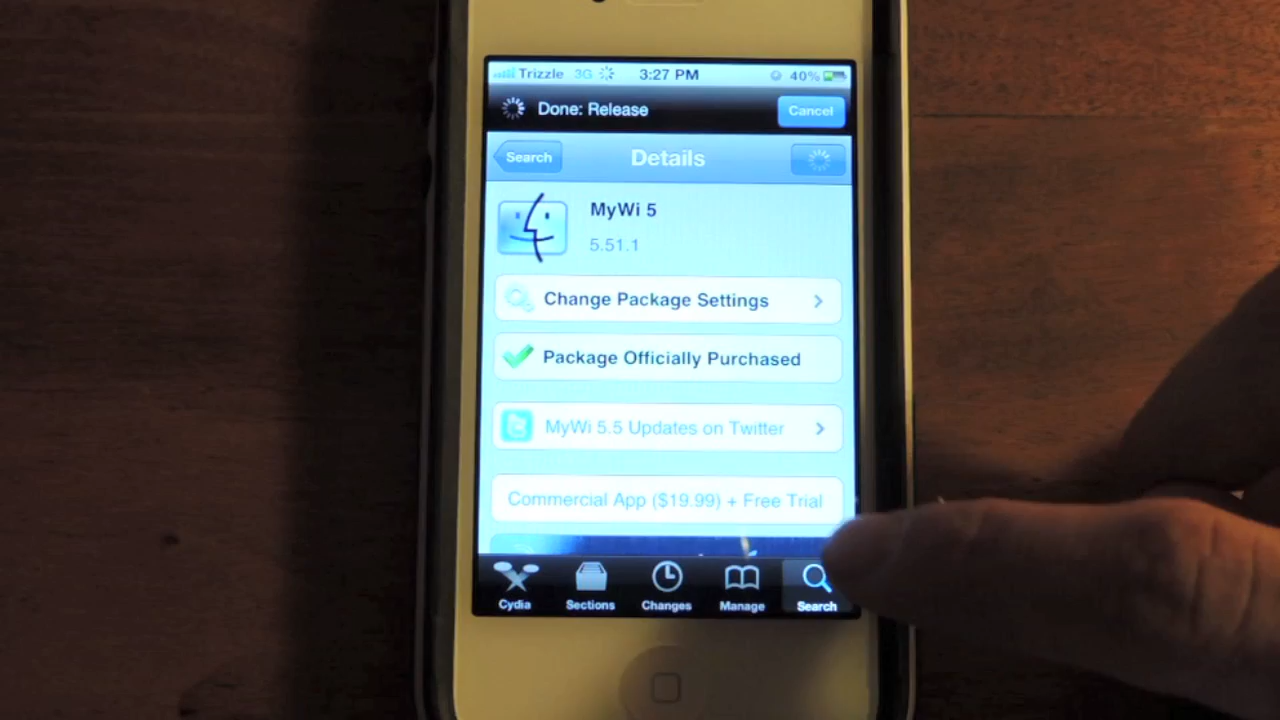 Trizzle 3G 3:27 PM 40%
Done: Release Cancel
Search Details
MyWi 5
5.51.1
Change Package Settings
Package Officially Purchased
MyWi 5.5 Updates on Twitter
Commercial App ($19.99) + Free Trial
Cydia Sections Changes Manage Search